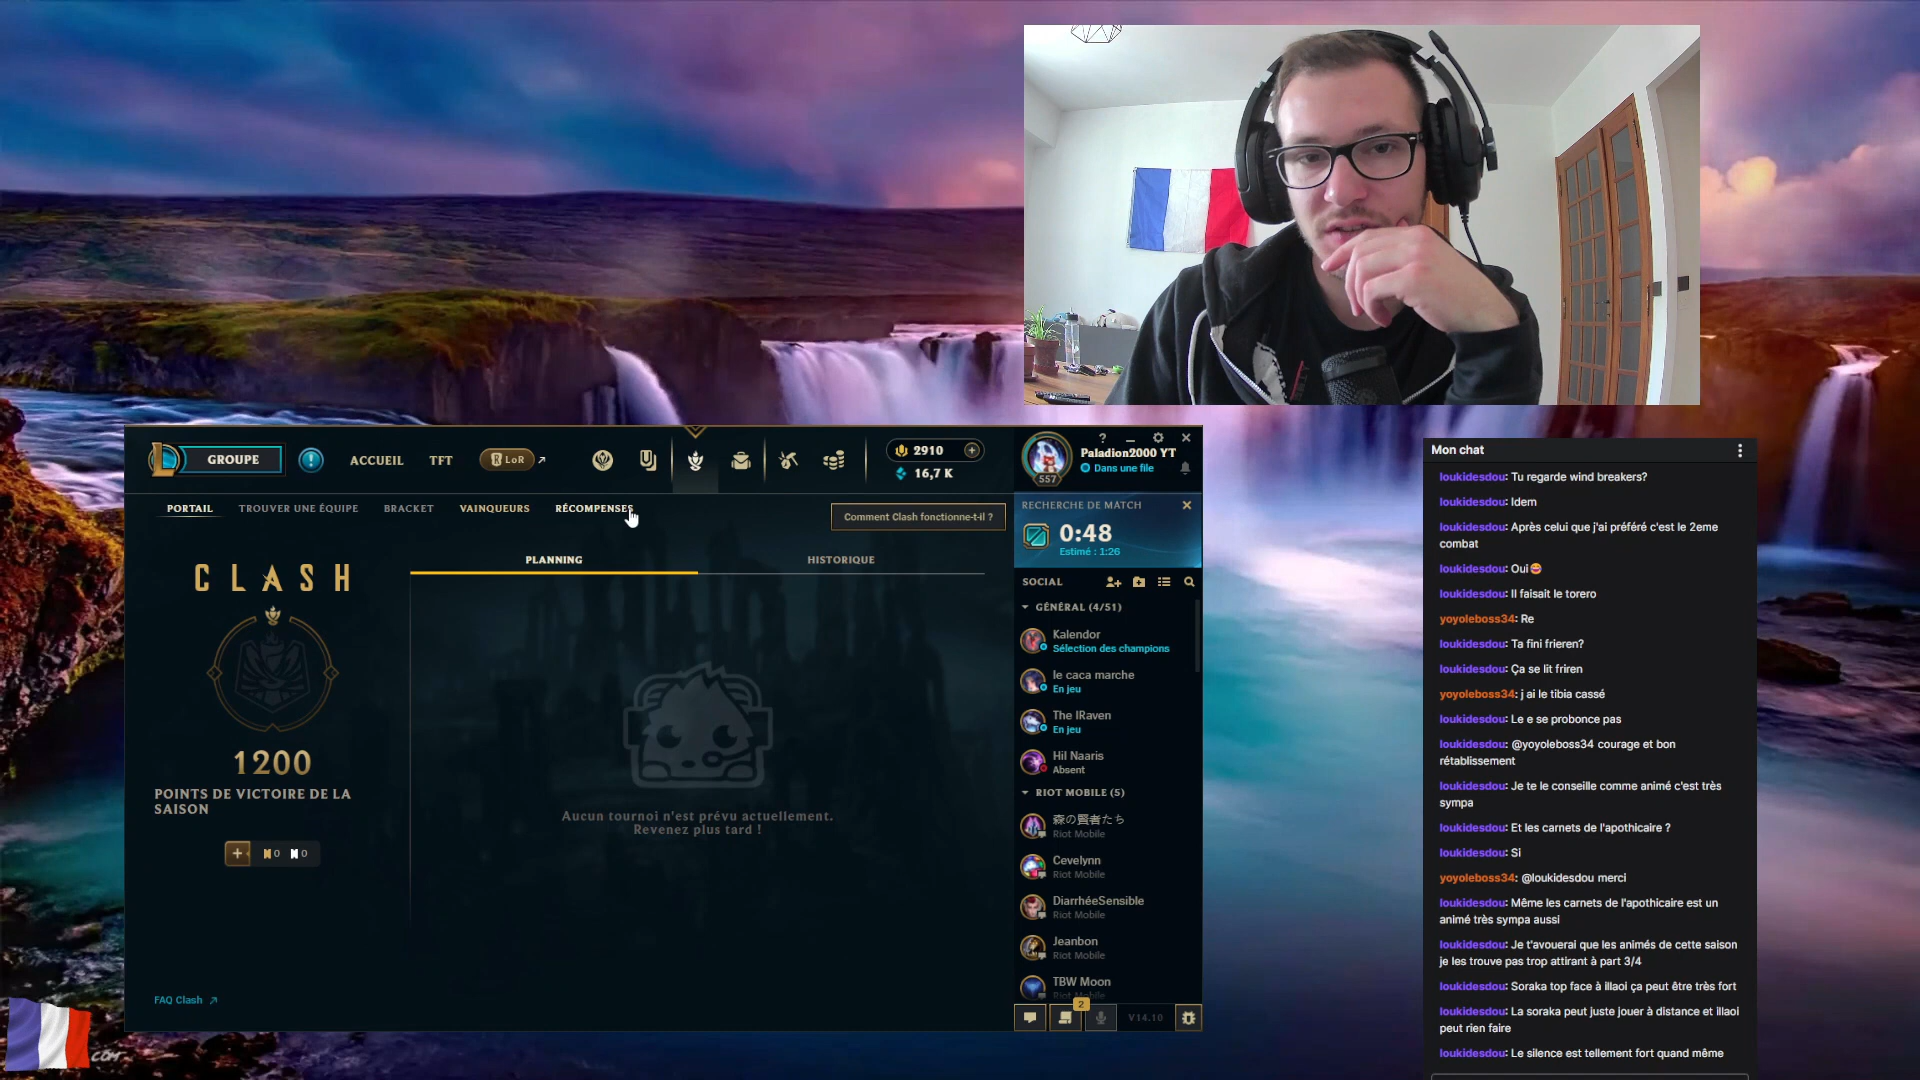 GROUPE
ACCUEIL
TFT
LoR
2910
16,7 K
557
?
Paladion2000 YT
Dans une file
PORTAIL
TROUVER UNE ÉQUIPE
BRACKET
VAINQUEURS
RÉCOMPENSES
Comment Clash fonctionne-t-il ?
RECHERCHE DE MATCH
0:48
Estimé : 1:26
CLASH
1200
POINTS DE VICTOIRE DE LA
SAISON
0
0
PLANNING
HISTORIQUE
Aucun tournoi n'est prévu actuellement.
Revenez plus tard !
FAQ Clash
SOCIAL
GÉNÉRAL (4/51)
Kalendor
Sélection des champions
le caca marche
En jeu
The IRaven
En jeu
Hil Naaris
Absent
RIOT MOBILE (5)
森の賢者たち
Riot Mobile
Cevelynn
Riot Mobile
DiarrhéeSensible
Riot Mobile
Jeanbon
Riot Mobile
TBW Moon
Riot Mobile
2
V14.10
Mon chat
loukidesdou: Tu regarde wind breakers?
loukidesdou: Idem
loukidesdou: Après celui que j'ai préféré c'est le 2eme
combat
loukidesdou: Oui
loukidesdou: Il faisait le torero
yoyoleboss34: Re
loukidesdou: Ta fini frieren?
loukidesdou: Ça se lit friren
yoyoleboss34: j ai le tibia cassé
loukidesdou: Le e se probonce pas
loukidesdou: @yoyoleboss34 courage et bon
rétablissement
loukidesdou: Je te le conseille comme animé c'est très
sympa
loukidesdou: Et les carnets de l'apothicaire ?
loukidesdou: Si
yoyoleboss34: @loukidesdou merci
loukidesdou: Même les carnets de l'apothicaire est un
animé très sympa aussi
loukidesdou: Je t'avouerai que les animés de cette saison
je les trouve pas trop attirant à part 3/4
loukidesdou: Soraka top face à illaoi ça peut être très fort
loukidesdou: La soraka peut juste jouer à distance et illaoi
peut rien faire
loukidesdou: Le silence est tellement fort quand même